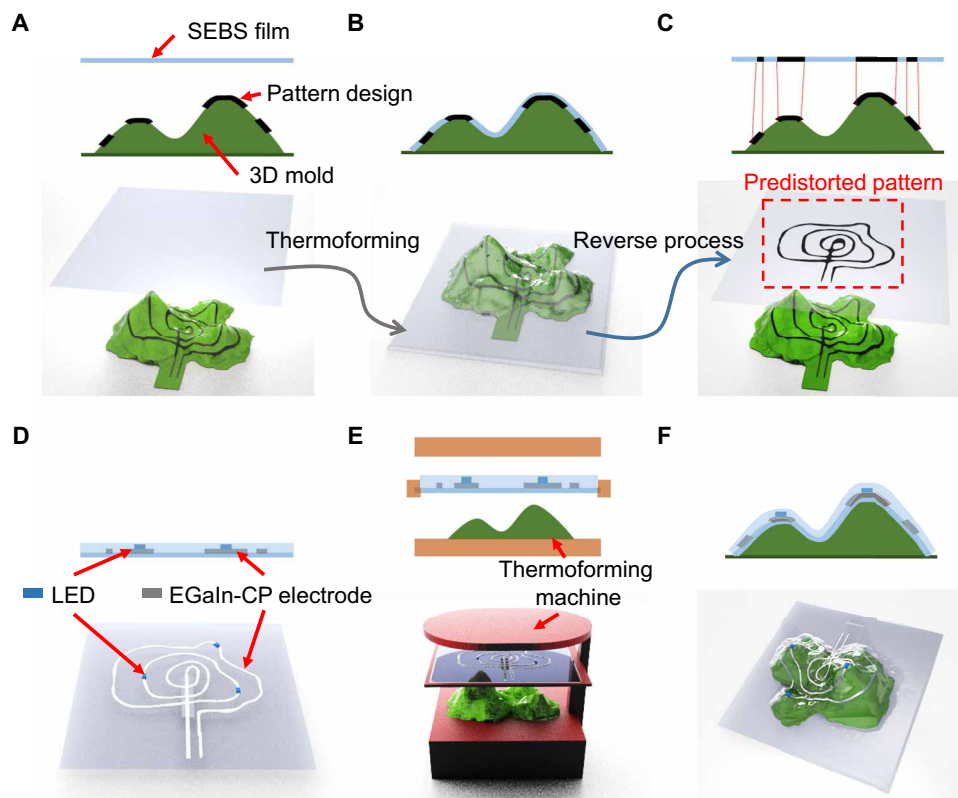 A
SEBS film
Pattern design
3D mold
B
C
Predistorted pattern
Thermoforming
Reverse process
D
LED
EGaIn-CP electrode
E
Thermoforming
machine
F